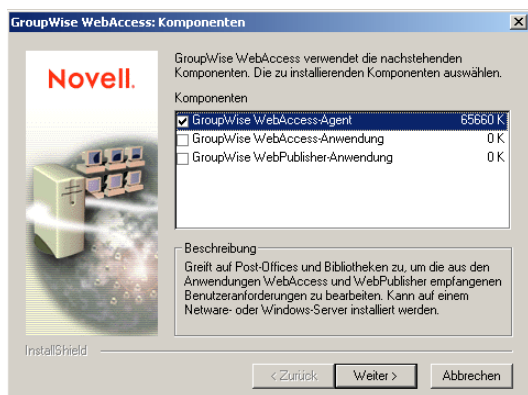 GroupWise WebAccess: Komponenten
Novell.
GroupWise WebAccess verwendet die nachstehenden
Komponenten. Die zu installierenden Komponenten auswählen.
Komponenten
GroupWise WebAccess-Agent 65660 K
GroupWise WebAccess-Anwendung 0 K
GroupWise WebPublisher-Anwendung 0 K
Beschreibung
Greift auf Post-Offices und Bibliotheken zu, um die aus den
Anwendungen WebAccess und WebPublisher empfangenen
Benutzeranforderungen zu bearbeiten. Kann auf einem
Netware- oder Windows-Server installiert werden.
InstallShield
< Zurück Weiter > Abbrechen